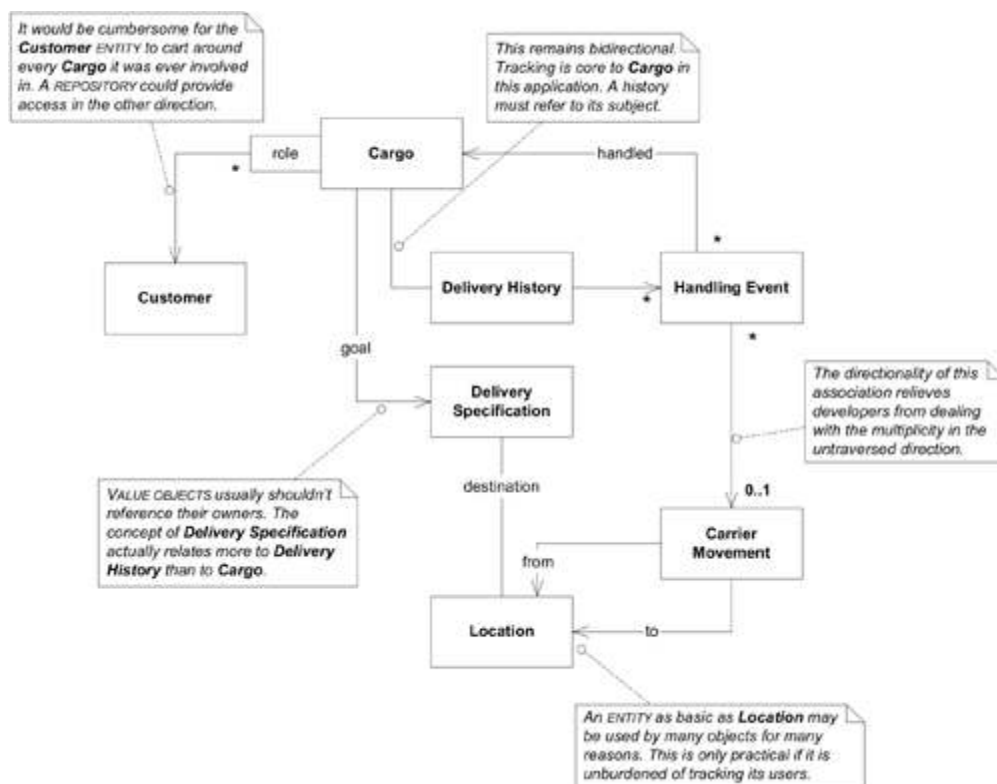 It would be cumbersome for the
Customer ENTITY to cart around
every Cargo it was ever involved
in. A REPOSITORY could provide
access in the other direction.
This remains bidirectional.
Tracking is core to Cargo in
this application. A history
must refer to its subject.
role
*
Cargo
handled
*
Customer
Delivery History
*
Handling Event
*
goal
Delivery
Specification
The directionality of this
association relieves
developers from dealing
with the multiplicity in the
untraversed direction.
VALUE OBJECTS usually shouldn't
reference their owners. The
concept of Delivery Specification
actually relates more to Delivery
History than to Cargo.
destination
0..1
Carrier
Movement
from
Location
to
An ENTITY as basic as Location may
be used by many objects for many
reasons. This is only practical if it is
unburdened of tracking its users.